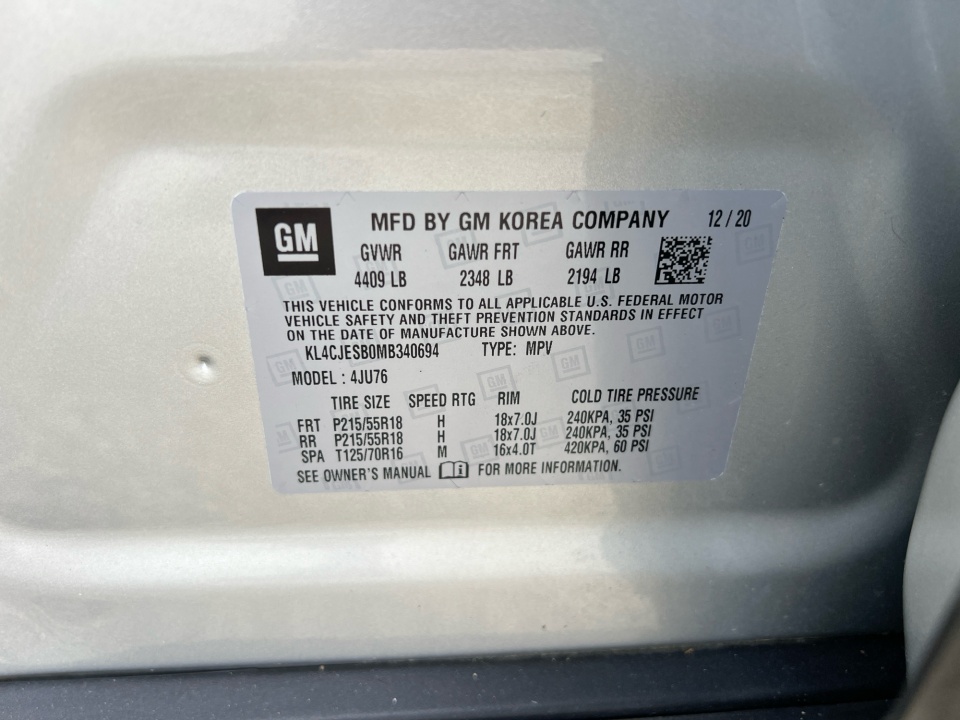 GM MFD BY GM KOREA COMPANY 12/20
GVWR GAWR FRT GAWR RR
4409 LB 2348 LB 2194 LB
THIS VEHICLE CONFORMS TO ALL APPLICABLE U.S. FEDERAL MOTOR
VEHICLE SAFETY AND THEFT PREVENTION STANDARDS IN EFFECT
ON THE DATE OF MANUFACTURE SHOWN ABOVE.
KL4CJESB0MB340694 TYPE: MPV
MODEL : 4JU76
TIRE SIZE SPEED RTG RIM COLD TIRE PRESSURE
FRT P215/55R18 H 18x7.0J 240KPA, 35 PSI
RR P215/55R18 H 18x7.0J 240KPA, 35 PSI
SPA T125/70R16 M 16x4.0T 420KPA, 60 PSI
SEE OWNER'S MANUAL FOR MORE INFORMATION.